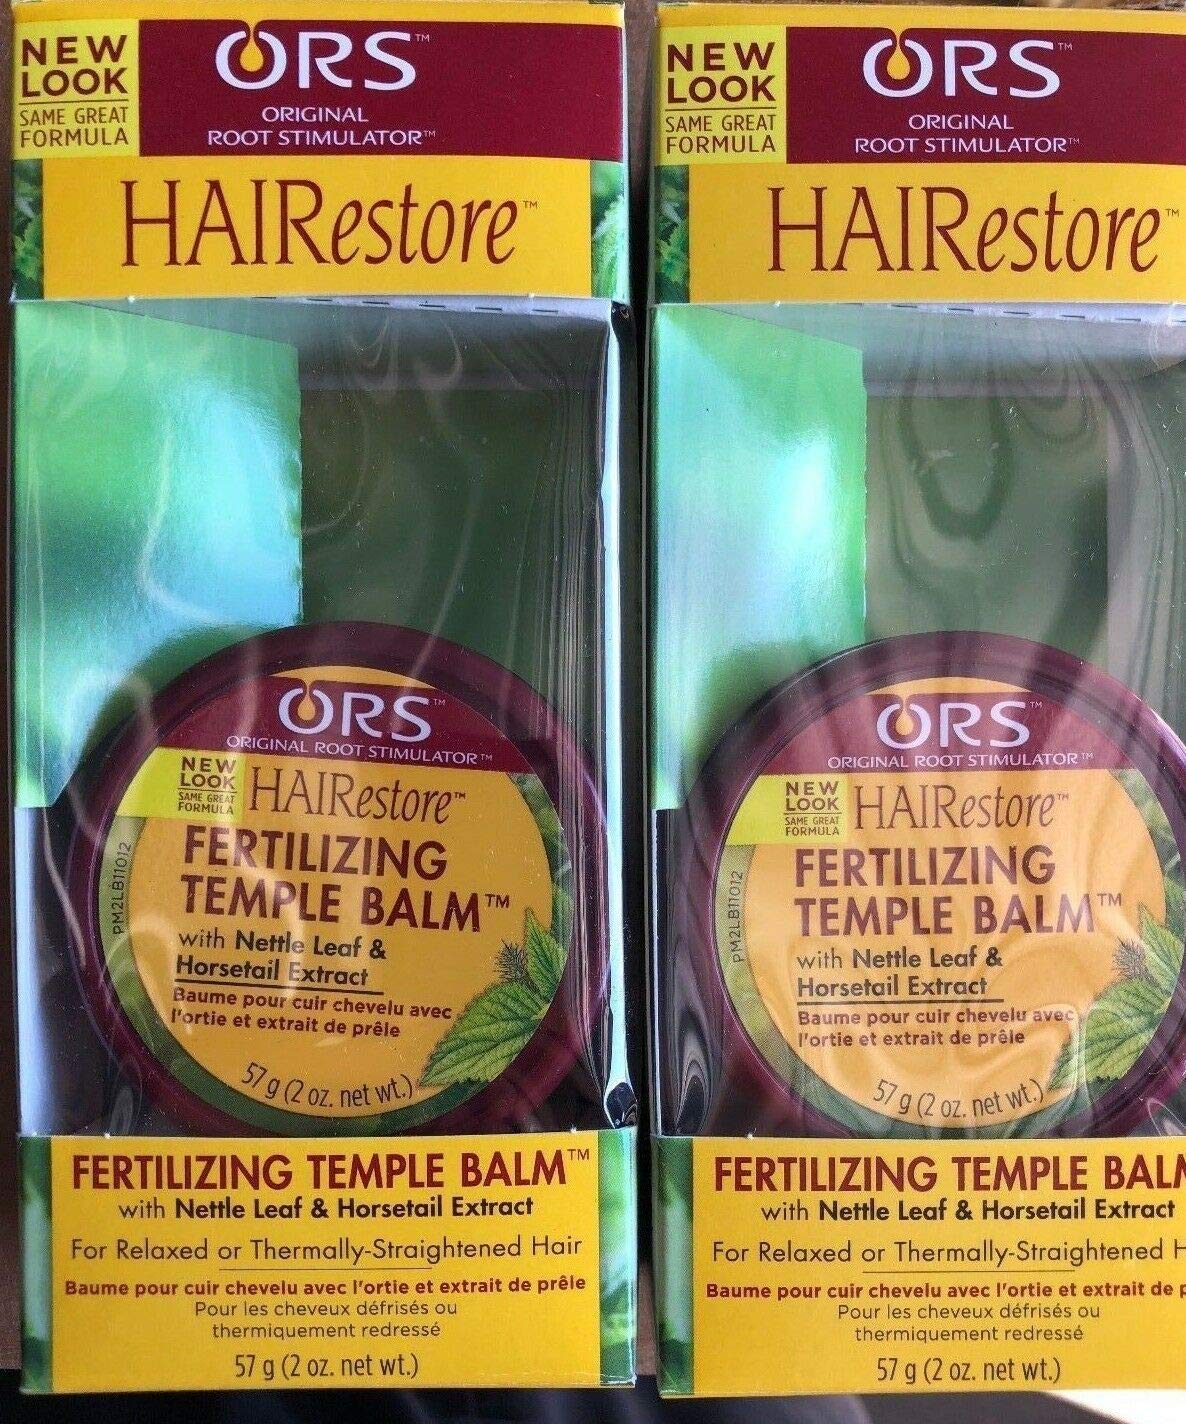 NEW
LOOK
SAME GREAT
FORMULA
ORS™
ORIGINAL
ROOT STIMULATOR™
HAIRestore™
ORS™
ORIGINAL ROOT STIMULATOR™
NEW
LOOK
SAME GREAT
FORMULA
HAIRestore™
FERTILIZING
TEMPLE BALM™
with Nettle Leaf &
Horsetail Extract
Baume pour cuir chevelu avec
l'ortie et extrait de prêle
57 g (2 oz. net wt.)
PM2LB11012
FERTILIZING TEMPLE BALM™
with Nettle Leaf & Horsetail Extract
For Relaxed or Thermally-Straightened Hair
Baume pour cuir chevelu avec l'ortie et extrait de prêle
Pour les cheveux défrisés ou
thermiquement redressé
57 g (2 oz. net wt.)
NEW
LOOK
SAME GREAT
FORMULA
ORS™
ORIGINAL
ROOT STIMULATOR™
HAIRestore™
ORS™
ORIGINAL ROOT STIMULATOR™
NEW
LOOK
SAME GREAT
FORMULA
HAIRestore™
FERTILIZING
TEMPLE BALM™
with Nettle Leaf &
Horsetail Extract
Baume pour cuir chevelu avec
l'ortie et extrait de prêle
57 g (2 oz. net wt.)
PM2LB11012
FERTILIZING TEMPLE BALM
with Nettle Leaf & Horsetail Extract
For Relaxed or Thermally-Straightened H
Baume pour cuir chevelu avec l'ortie et extrait de p
Pour les cheveux défrisés ou
thermiquement redressé
57 g (2 oz. net wt.)